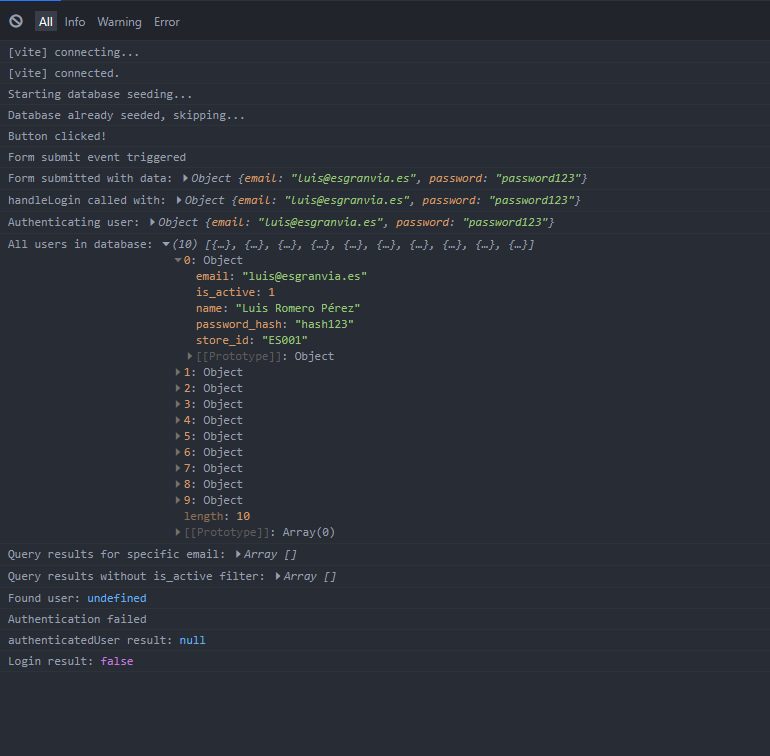 All Info Warning Error
[vite] connecting...
[vite] connected.
Starting database seeding...
Database already seeded, skipping...
Button clicked!
Form submit event triggered
Form submitted with data: Object {email: "luis@esgranvia.es", password: "password123"}
handleLogin called with: Object {email: "luis@esgranvia.es", password: "password123"}
Authenticating user: Object {email: "luis@esgranvia.es", password: "password123"}
All users in database: (10) [{…}, {…}, {…}, {…}, {…}, {…}, {…}, {…}, {…}, {…}]
0: Object
email: "luis@esgranvia.es"
is_active: 1
name: "Luis Romero Pérez"
password_hash: "hash123"
store_id: "ES001"
[[Prototype]]: Object
1: Object
2: Object
3: Object
4: Object
5: Object
6: Object
7: Object
8: Object
9: Object
length: 10
[[Prototype]]: Array(0)
Query results for specific email: Array []
Query results without is_active filter: Array []
Found user: undefined
Authentication failed
authenticatedUser result: null
Login result: false